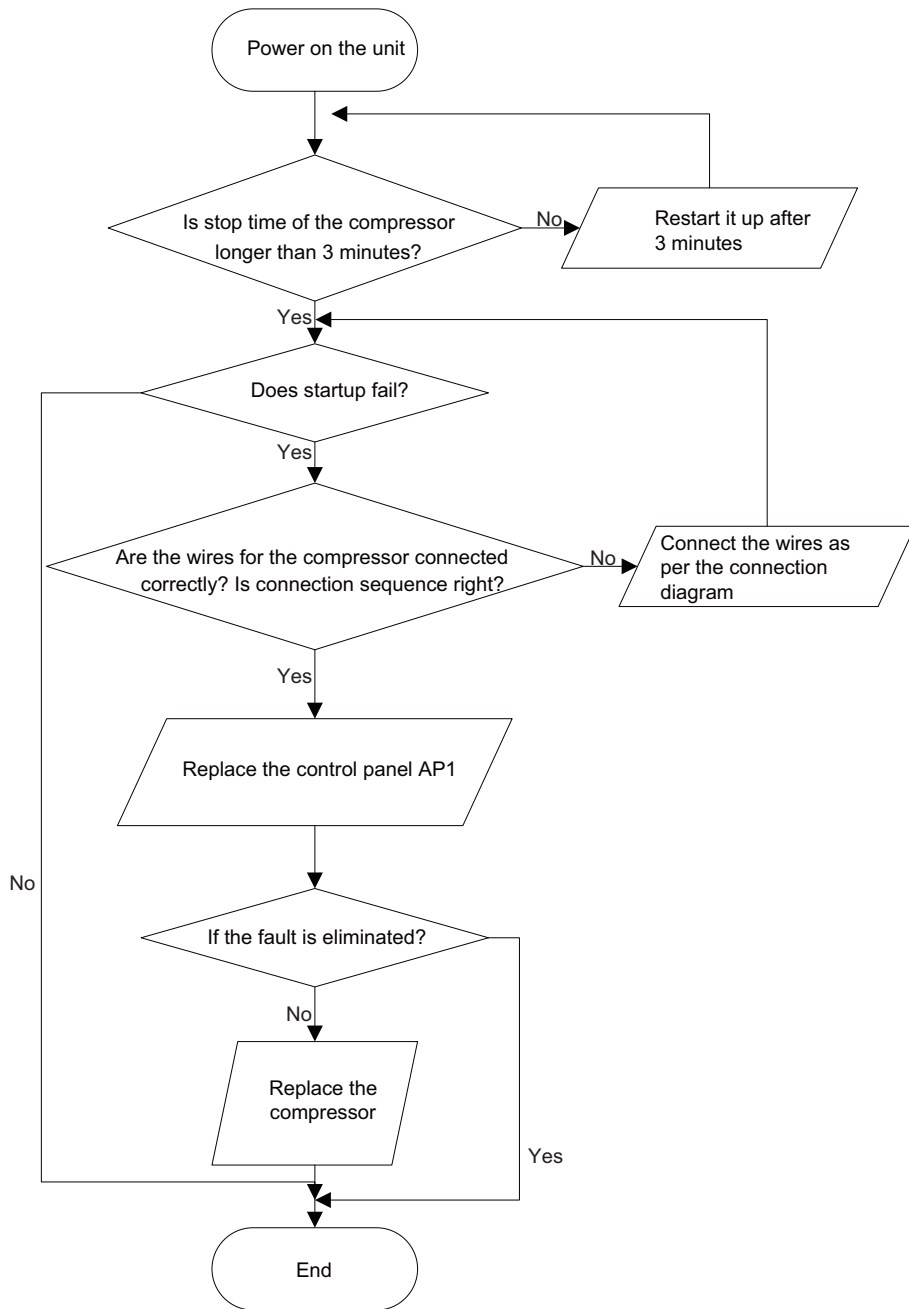 Power on the unit
Is stop time of the compressor
longer than 3 minutes?
No
Restart it up after
3 minutes
Yes
Does startup fail?
Yes
Are the wires for the compressor connected
correctly? Is connection sequence right?
No
Connect the wires as
per the connection
diagram
Yes
Replace the control panel AP1
No
If the fault is eliminated?
No
Replace the
compressor
Yes
End